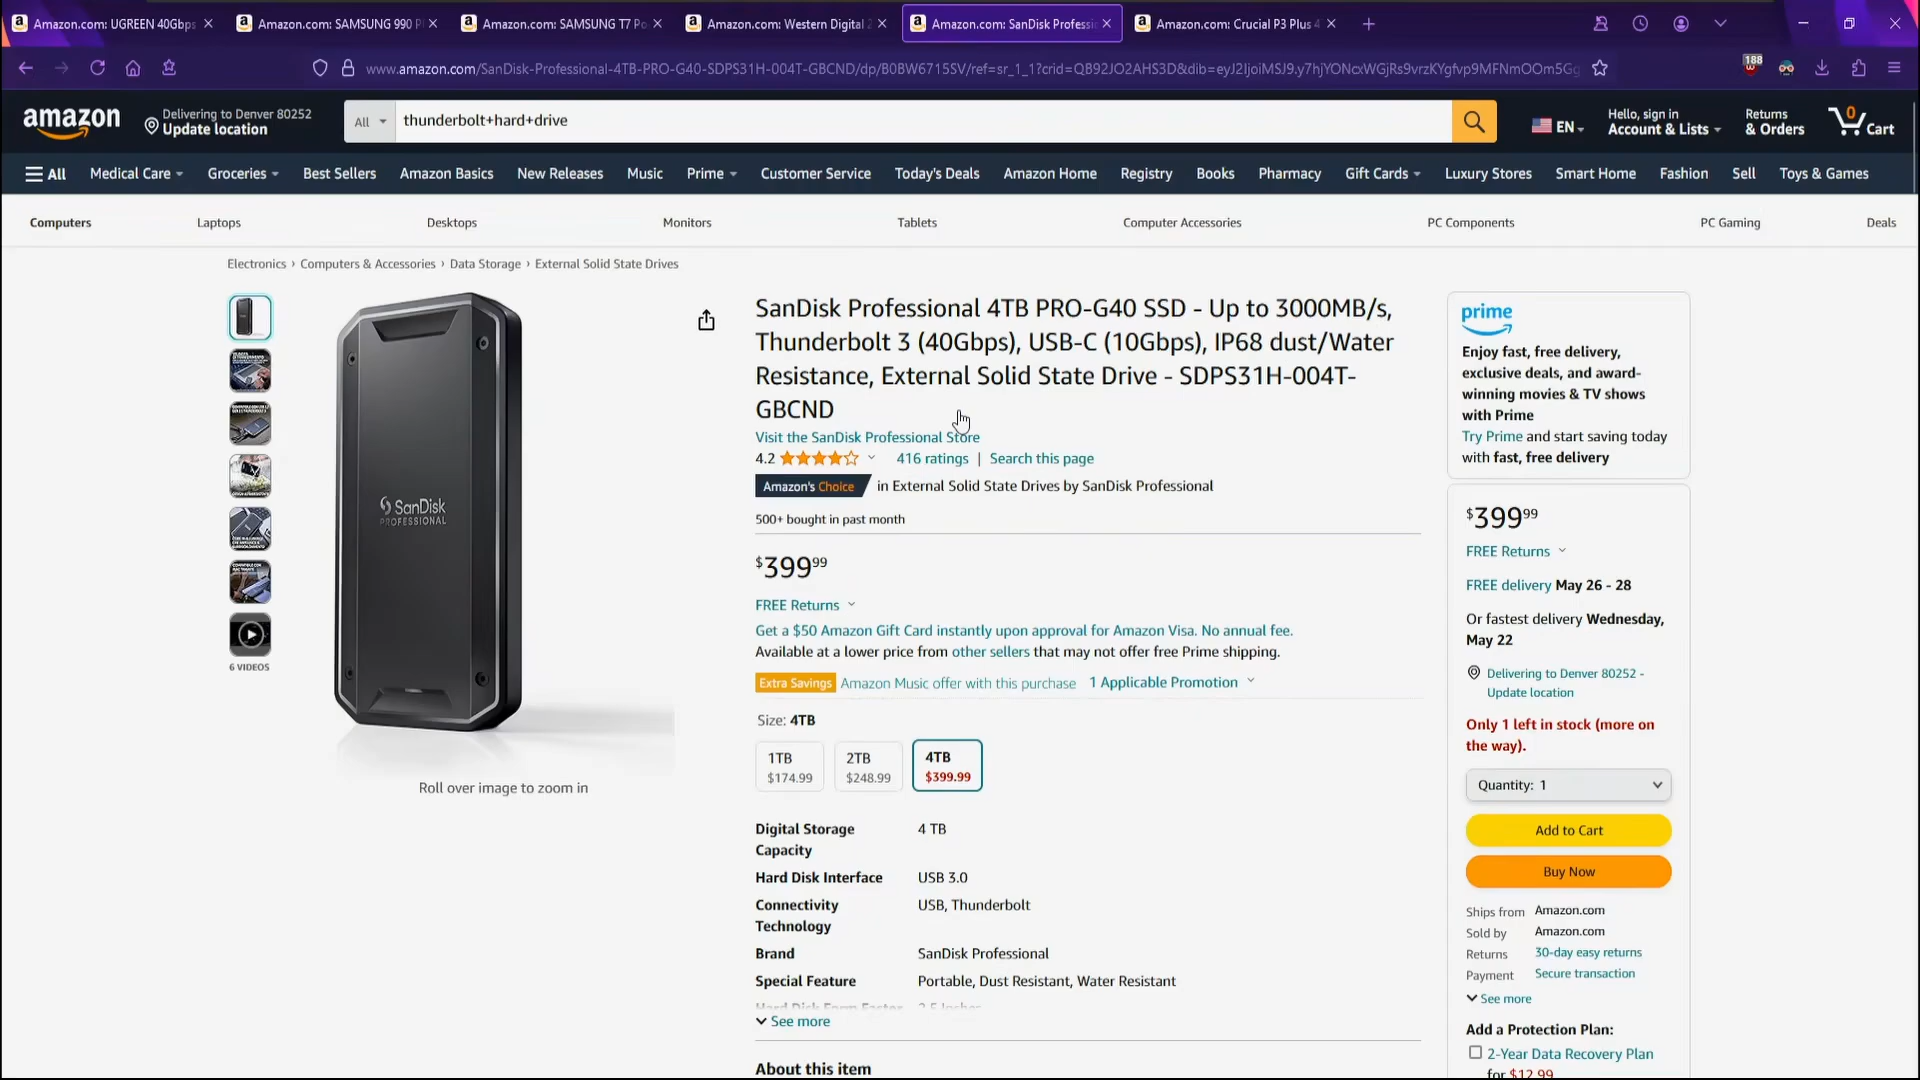 Amazon.com: UGREEN 40Gbps
Amazon.com: SAMSUNG 990 P
Amazon.com: SAMSUNG T7 Po
Amazon.com: Western Digital 2
Amazon.com: SanDisk Professi
Amazon.com: Crucial P3 Plus 4
www.amazon.com/SanDisk-Professional-4TB-PRO-G40-SDPS31H-004T-GBCND/dp/B0BW6715SV/ref=sr_1_1?crid=QB92JO2AHS3D&dib=eyJ2IjoiMSJ9.y7hjYONcxWGjRs9vrzKYgfvp9MFNmOOm5Gg
188
amazon
Delivering to Denver 80252
Update location
All
thunderbolt+hard+drive
EN
Hello, sign in
Account & Lists
Returns
& Orders
0
Cart
All
Medical Care
Groceries
Best Sellers
Amazon Basics
New Releases
Music
Prime
Customer Service
Today's Deals
Amazon Home
Registry
Books
Pharmacy
Gift Cards
Luxury Stores
Smart Home
Fashion
Sell
Toys & Games
Computers
Laptops
Desktops
Monitors
Tablets
Computer Accessories
PC Components
PC Gaming
Deals
Electronics › Computers & Accessories › Data Storage › External Solid State Drives
SanDisk
PROFESSIONAL
6 VIDEOS
Roll over image to zoom in
SanDisk Professional 4TB PRO-G40 SSD - Up to 3000MB/s,
Thunderbolt 3 (40Gbps), USB-C (10Gbps), IP68 dust/Water
Resistance, External Solid State Drive - SDPS31H-004T-
GBCND
Visit the SanDisk Professional Store
4.2
416 ratings | Search this page
Amazon's Choice in External Solid State Drives by SanDisk Professional
500+ bought in past month
$399 99
FREE Returns
Get a $50 Amazon Gift Card instantly upon approval for Amazon Visa. No annual fee.
Available at a lower price from other sellers that may not offer free Prime shipping.
Extra Savings Amazon Music offer with this purchase 1 Applicable Promotion
Size: 4TB
1TB
$174.99
2TB
$248.99
4TB
$399.99
Digital Storage
Capacity
4 TB
Hard Disk Interface
USB 3.0
Connectivity
Technology
USB, Thunderbolt
Brand
SanDisk Professional
Special Feature
Portable, Dust Resistant, Water Resistant
Hard Disk Form Factor
2.5 Inches
See more
About this item
prime
Enjoy fast, free delivery,
exclusive deals, and award-
winning movies & TV shows
with Prime
Try Prime and start saving today
with fast, free delivery
$399 99
FREE Returns
FREE delivery May 26 - 28
Or fastest delivery Wednesday,
May 22
Delivering to Denver 80252 -
Update location
Only 1 left in stock (more on
the way).
Quantity: 1
Add to Cart
Buy Now
Ships from
Amazon.com
Sold by
Amazon.com
Returns
30-day easy returns
Payment
Secure transaction
See more
Add a Protection Plan:
2-Year Data Recovery Plan
for $12.99